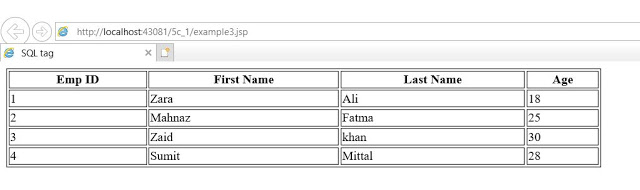 http://localhost:43081/5c_1/example3.jsp
SQL tag
Emp ID First Name Last Name Age
1 Zara Ali 18
2 Mahnaz Fatma 25
3 Zaid khan 30
4 Sumit Mittal 28